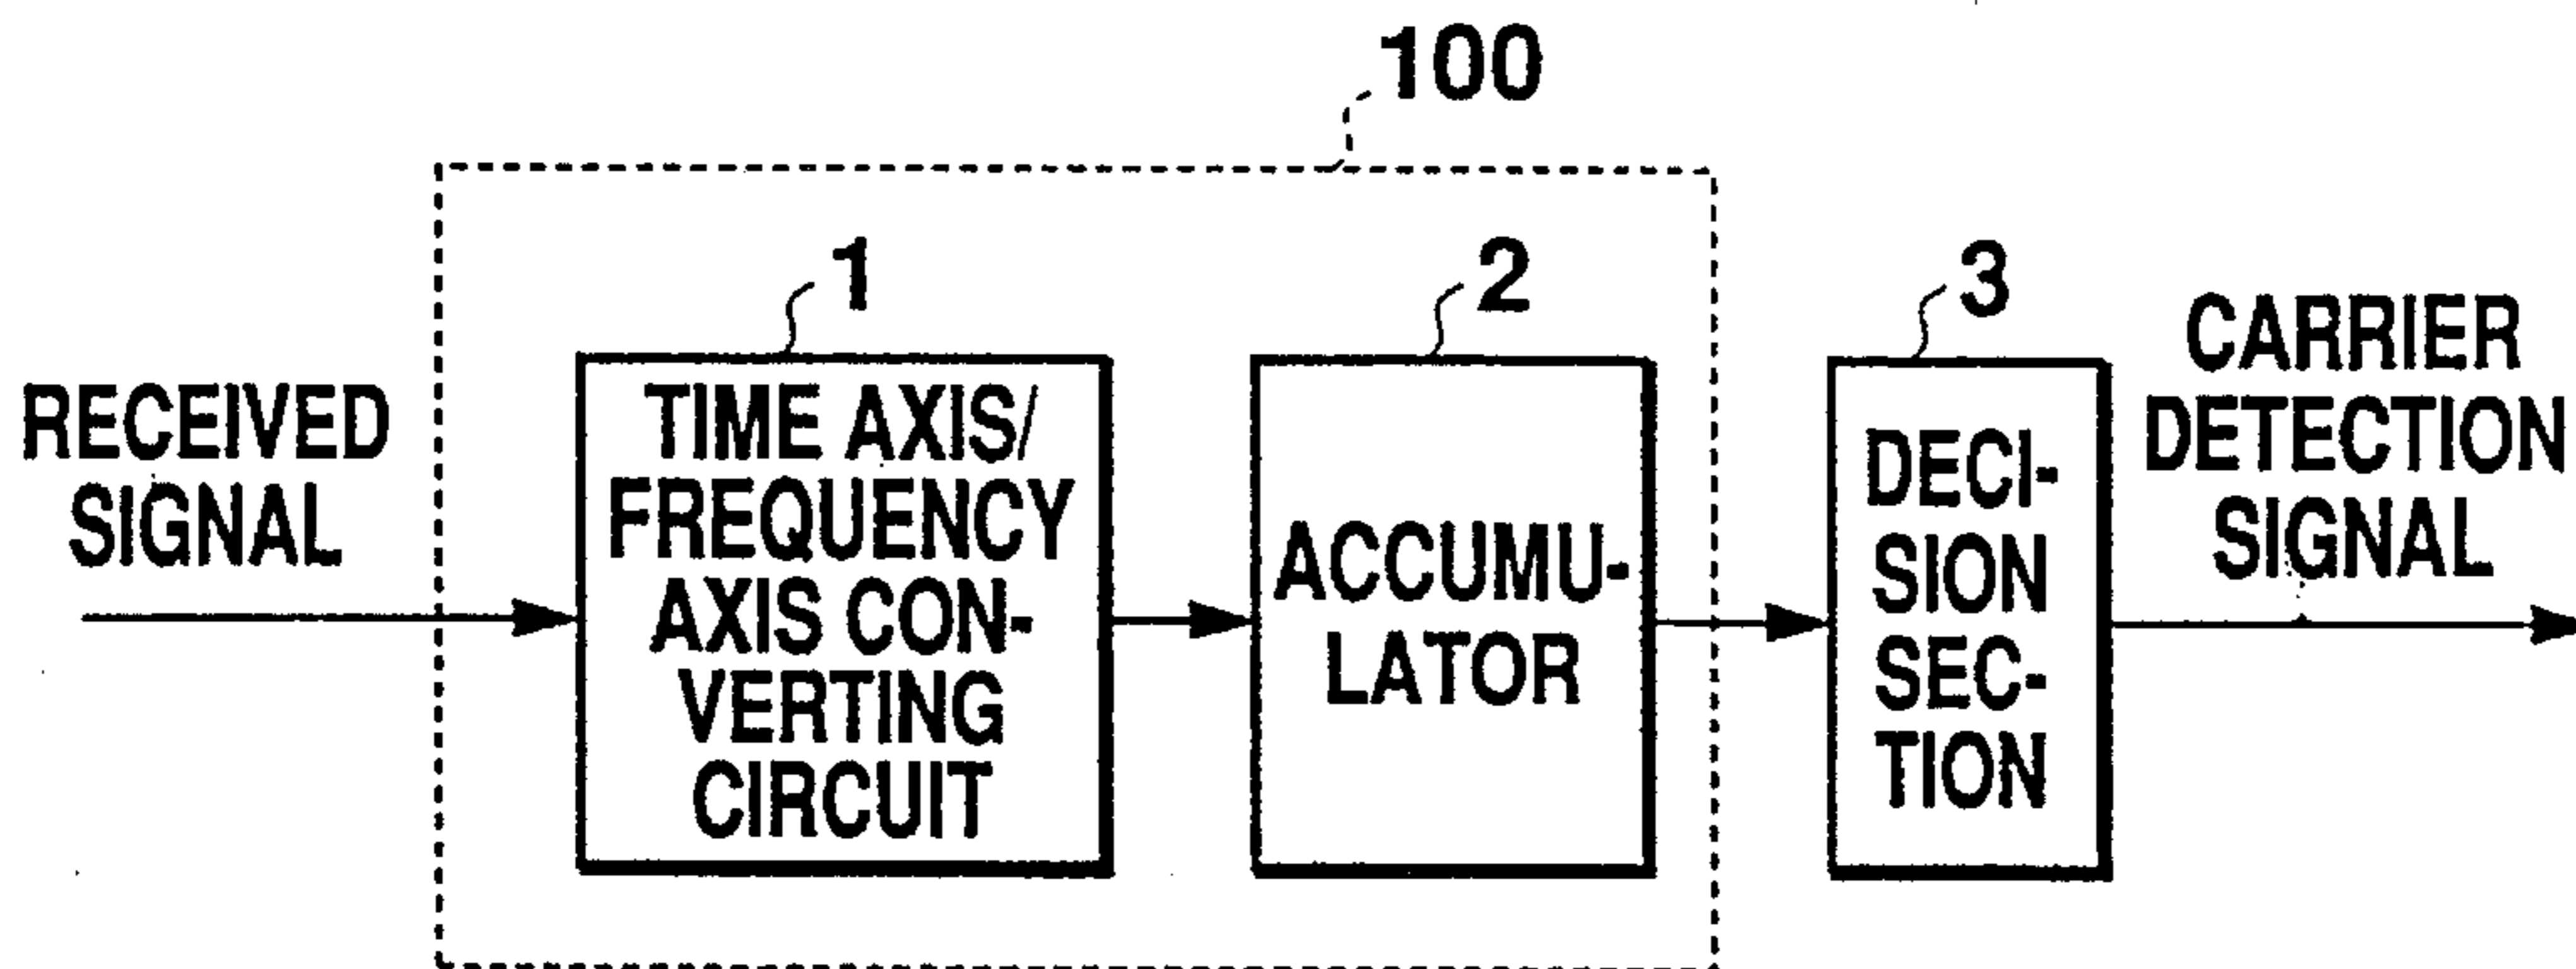 100
1
2
3
RECEIVED
SIGNAL
TIME AXIS/
FREQUENCY
AXIS CON-
VERTING
CIRCUIT
ACCUMU-
LATOR
DECI-
SION
SEC-
TION
CARRIER
DETECTION
SIGNAL